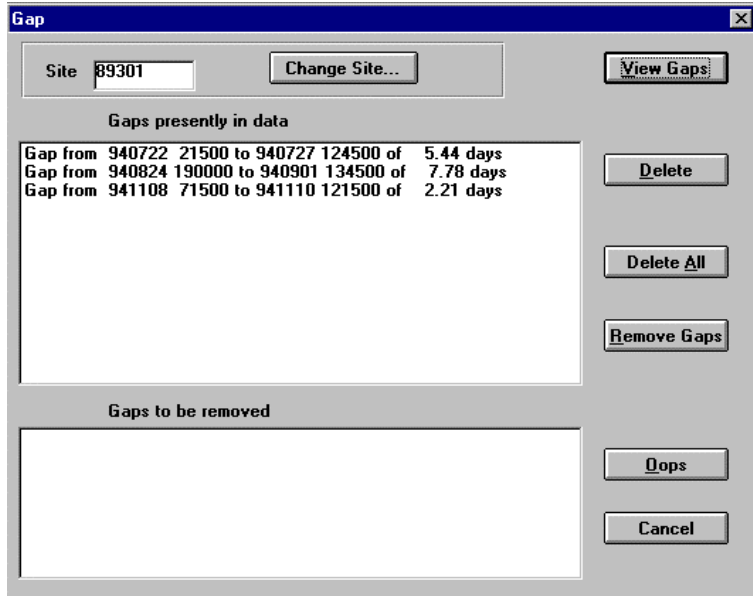 Gap
Site 89301 Change Site... View Gaps
Gaps presently in data
Gap from 940722 21500 to 940727 124500 of 5.44 days
Gap from 940824 190000 to 940901 134500 of 7.78 days
Gap from 941108 71500 to 941110 121500 of 2.21 days
Delete
Delete All
Remove Gaps
Gaps to be removed
Oops
Cancel